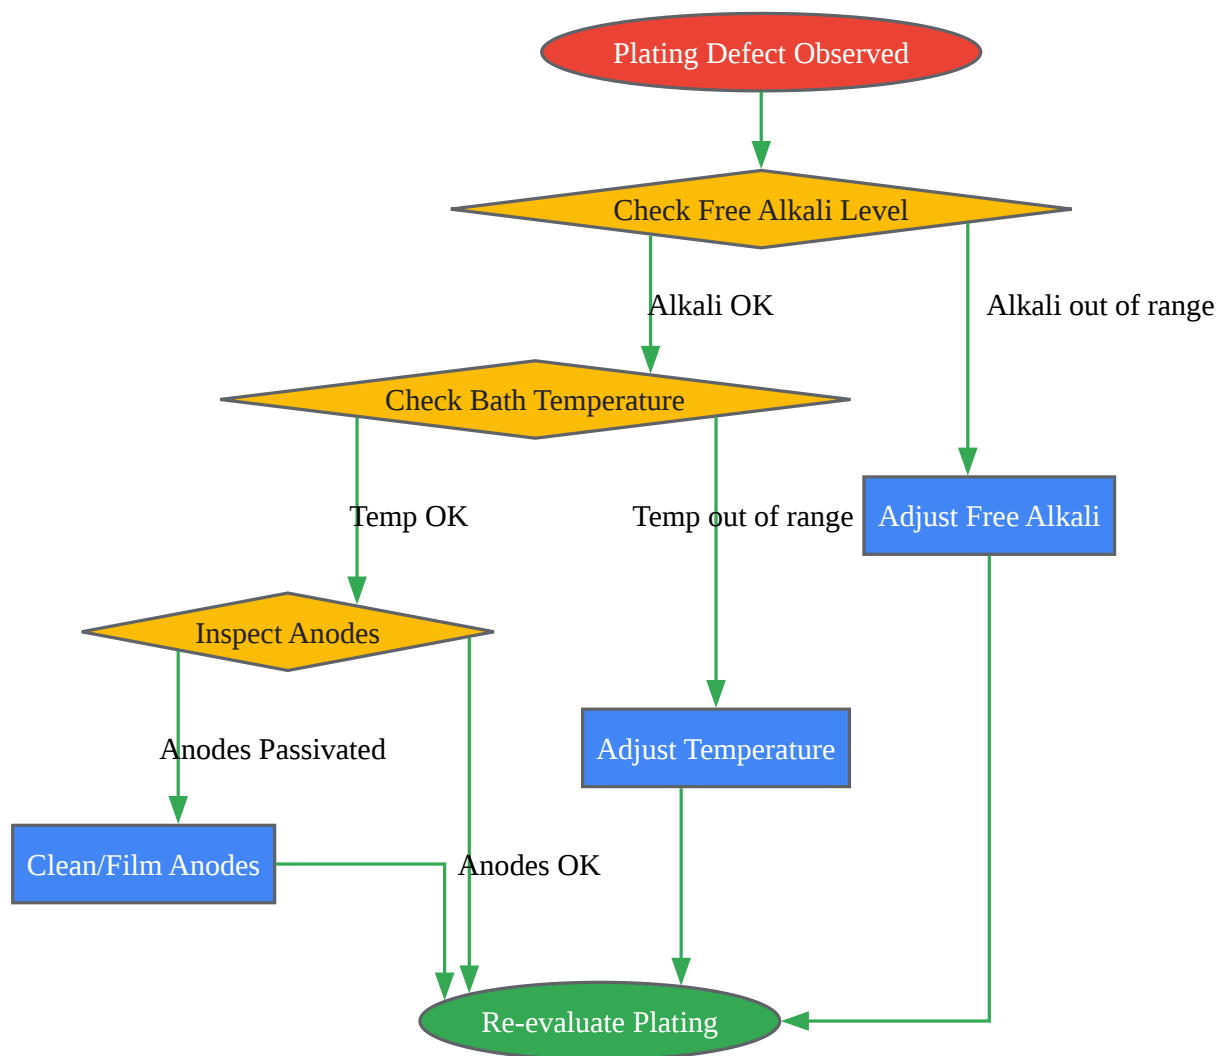 Plating Defect Observed
Check Free Alkali Level
Alkali OK
Alkali out of range
Check Bath Temperature
Temp OK
Temp out of range
Adjust Free Alkali
Inspect Anodes
Anodes Passivated
Adjust Temperature
Clean/Film Anodes
Anodes OK
Re-evaluate Plating